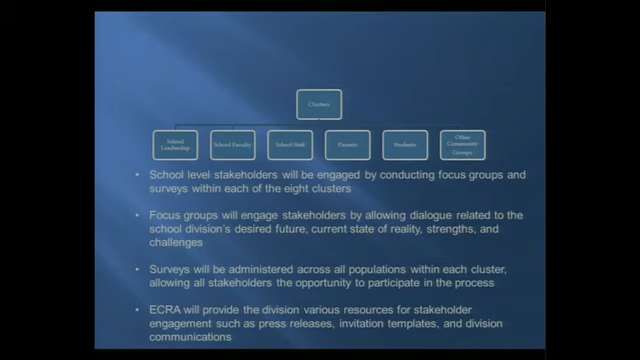 Clusters
School
Leadership
School Faculty
School Staff
Parents
Students
Other
Community
Groups
• School level stakeholders will be engaged by conducting focus groups and
surveys within each of the eight clusters
• Focus groups will engage stakeholders by allowing dialogue related to the
school division's desired future, current state of reality, strengths, and
challenges
• Surveys will be administered across all populations within each cluster,
allowing all stakeholders the opportunity to participate in the process
• ECRA will provide the division various resources for stakeholder
engagement such as press releases, invitation templates, and division
communications